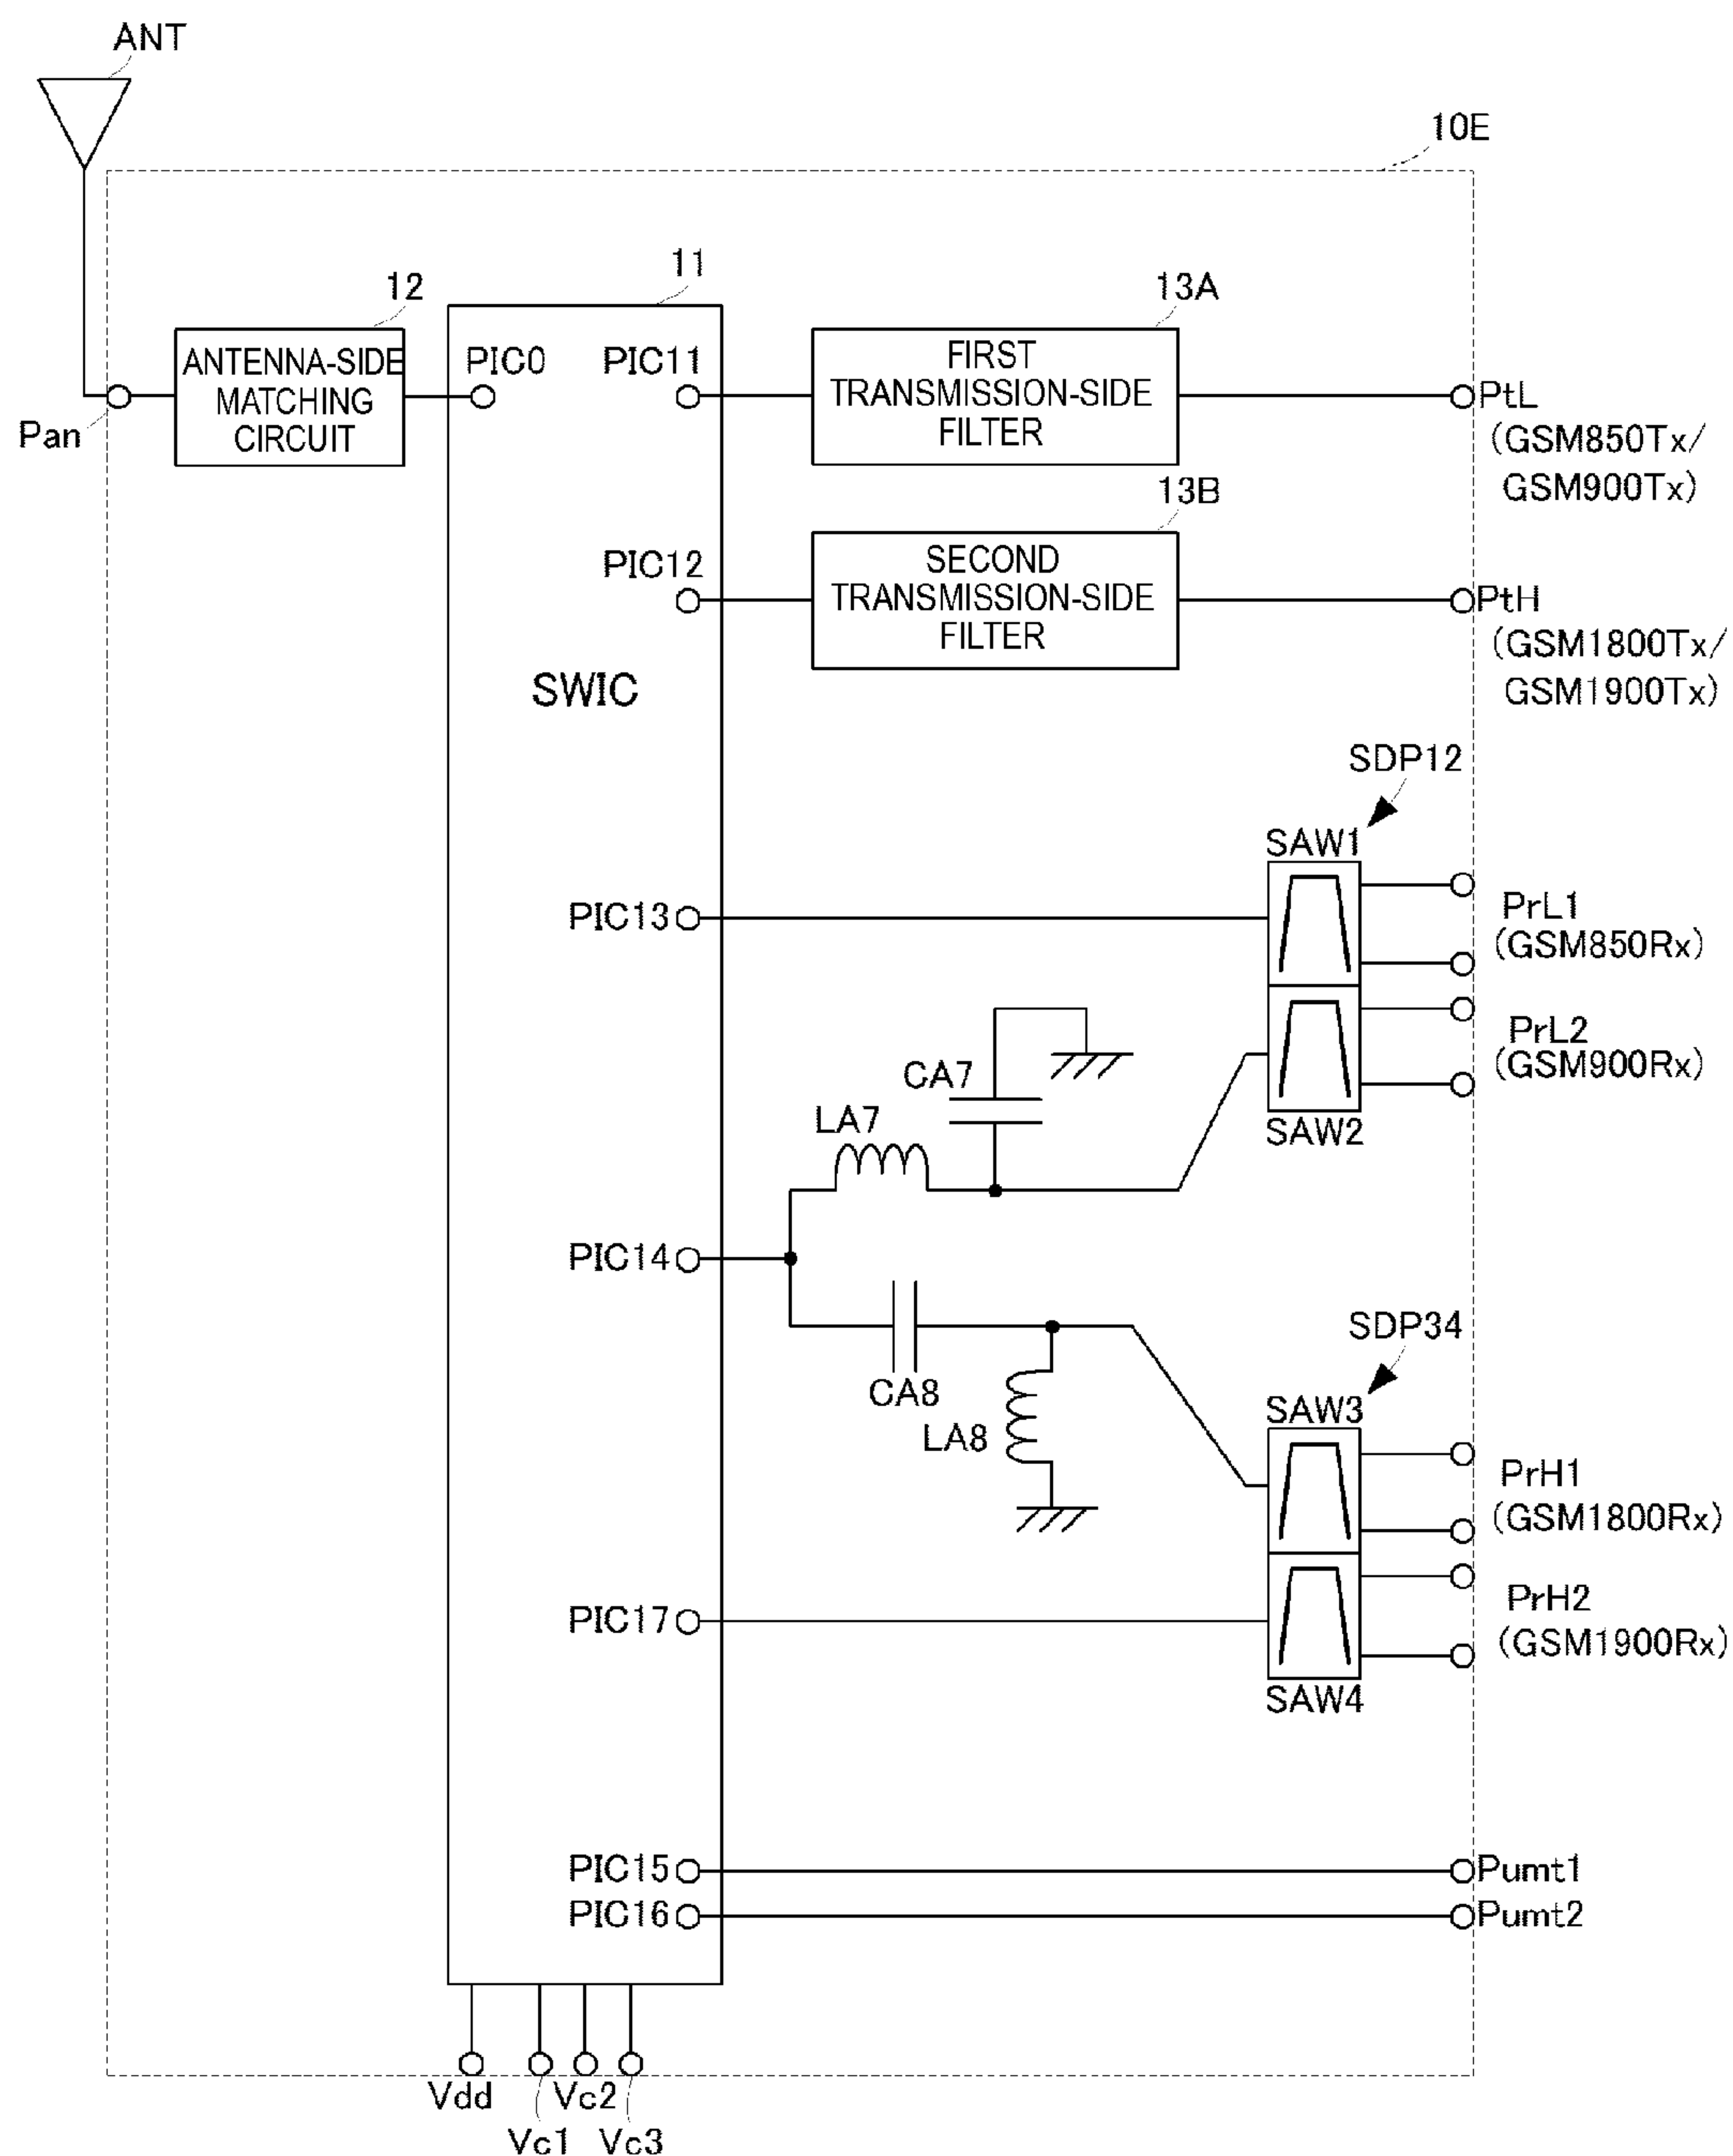 ANT
10E
11
12
13A
ANTENNA-SIDE
MATCHING
CIRCUIT
PIC0
PIC11
FIRST
TRANSMISSION-SIDE
FILTER
PtL
(GSM850Tx/
GSM900Tx)
Pan
13B
PIC12
SECOND
TRANSMISSION-SIDE
FILTER
PtH
(GSM1800Tx/
GSM1900Tx)
SWIC
SDP12
SAW1
PIC13
PrL1
(GSM850Rx)
PrL2
(GSM900Rx)
CA7
LA7
SAW2
PIC14
SDP34
CA8
SAW3
LA8
PrH1
(GSM1800Rx)
PIC17
PrH2
(GSM1900Rx)
SAW4
PIC15
Pumt1
PIC16
Pumt2
Vdd
Vc2
Vc1
Vc3